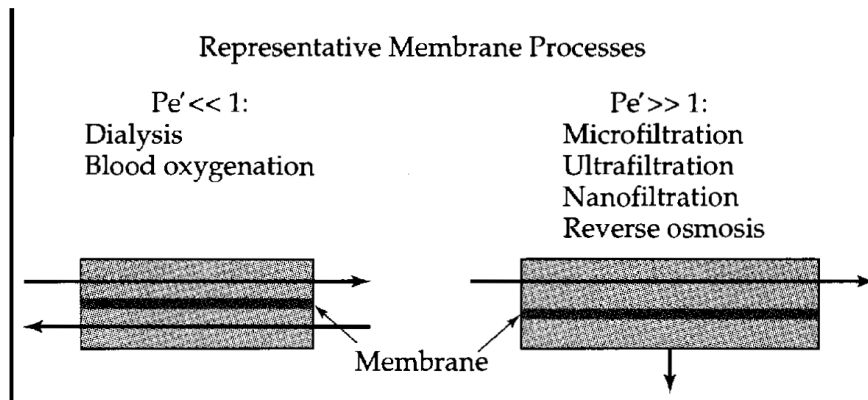 Representative Membrane Processes
Pe′<< 1:
Dialysis
Blood oxygenation
Pe′>> 1:
Microfiltration
Ultrafiltration
Nanofiltration
Reverse osmosis
Membrane